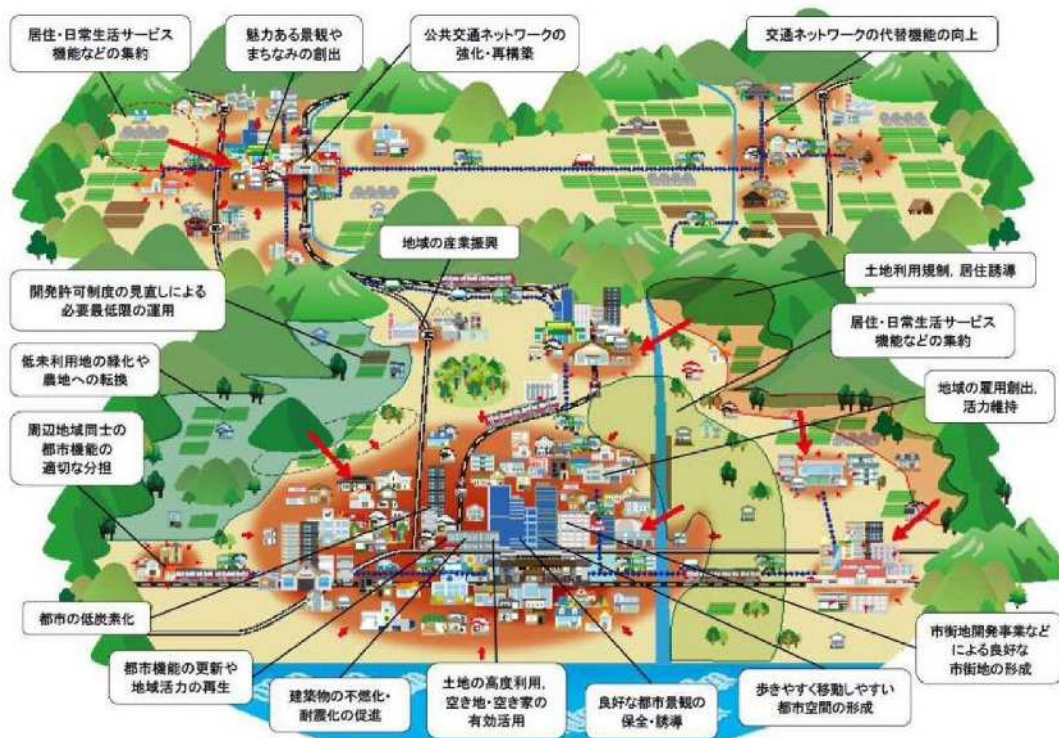 居住・日常生活サービス
機能などの集約
魅力ある景観や
まちなみの創出
公共交通ネットワークの
強化・再構築
交通ネットワークの代替機能の向上
地域の産業振興
土地利用規制，居住誘導
開発許可制度の見直しによる
必要最低限の運用
居住・日常生活サービス
機能などの集約
低未利用地の緑化や
農地への転換
地域の雇用創出，
活力維持
周辺地域同士の
都市機能の
適切な分担
都市の低炭素化
市街地開発事業など
による良好な
市街地の形成
都市機能の更新や
地域活力の再生
建築物の不燃化・
耐震化の促進
土地の高度利用，
空き地・空き家の
有効活用
良好な都市景観の
保全・誘導
歩きやすく移動しやすい
都市空間の形成